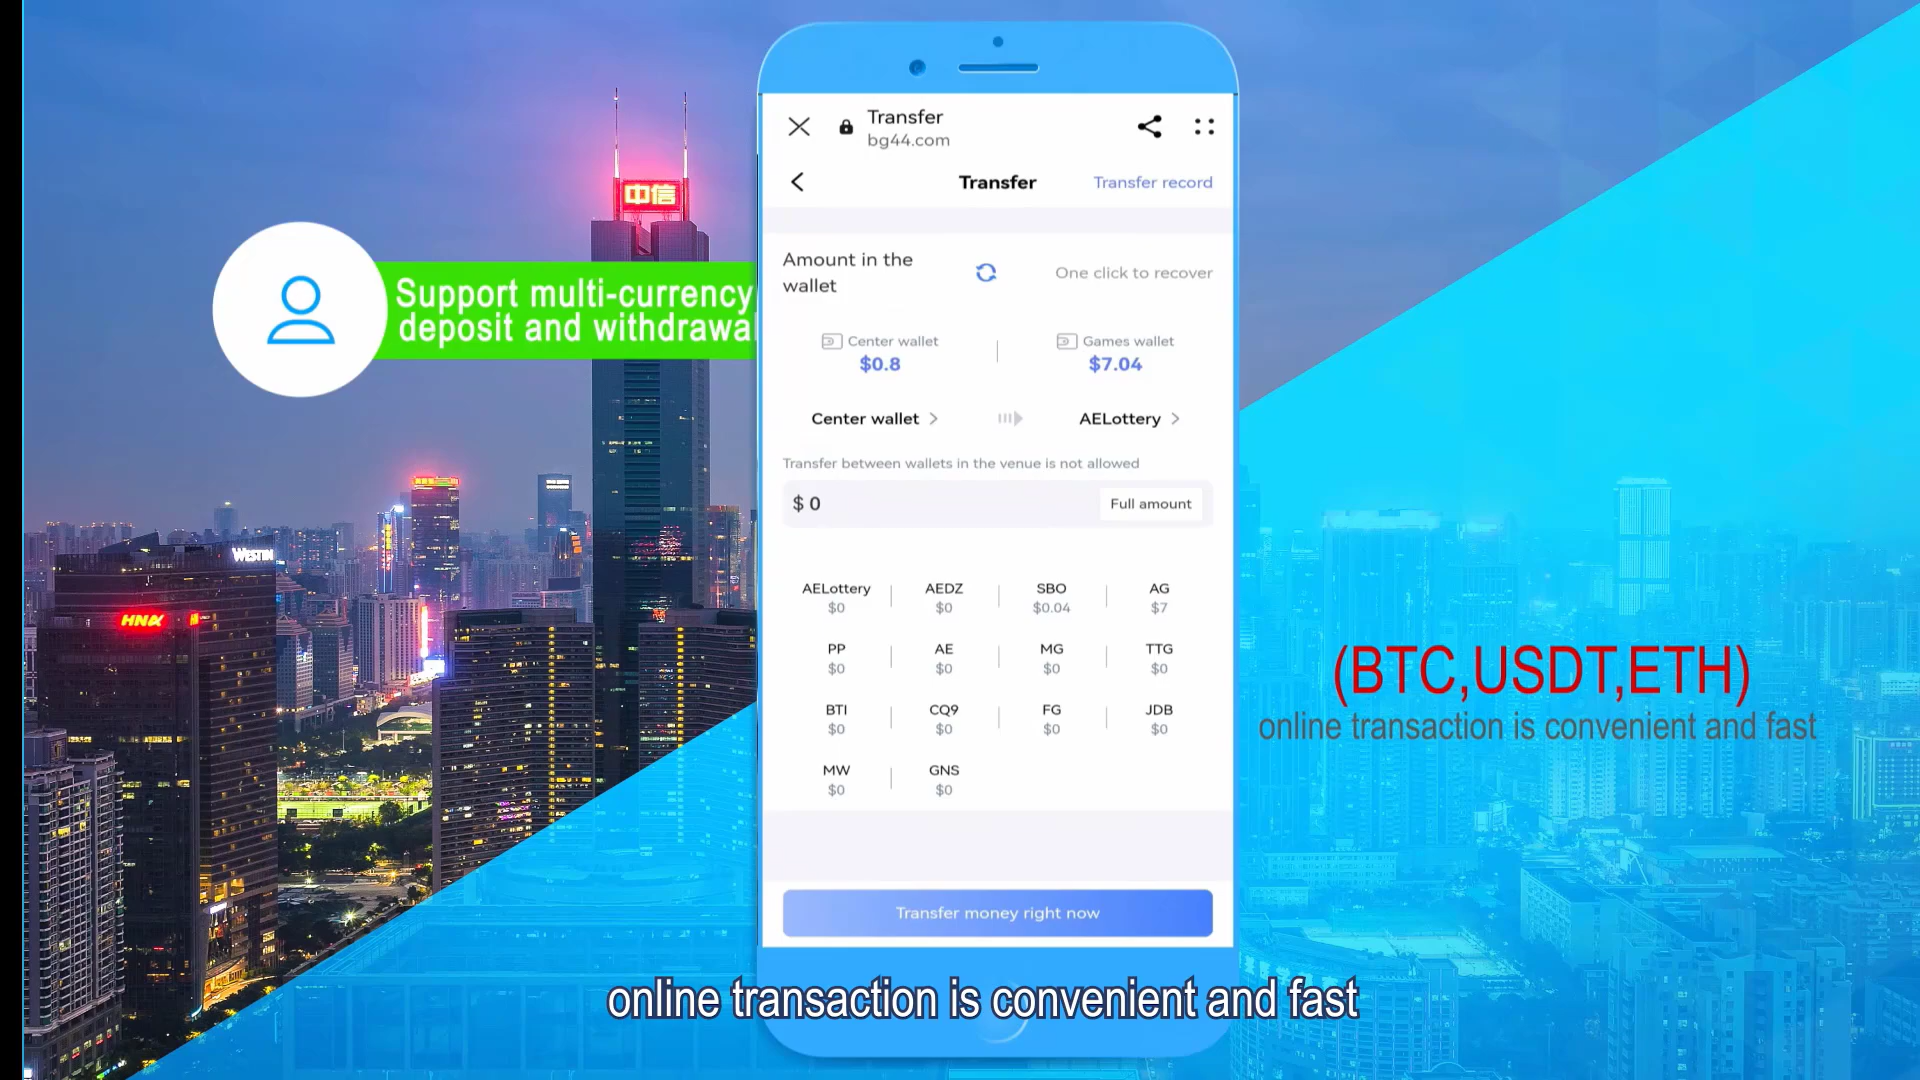 中信
WESTIN
HNA
Support multi-currency
deposit and withdrawal
Transfer
bg44.com
Transfer
Transfer record
Amount in the
wallet
One click to recover
Center wallet
$0.8
Games wallet
$7.04
Center wallet
AELottery
Transfer between wallets in the venue is not allowed
$ 0
Full amount
AELottery
$0
AEDZ
$0
SBO
$0.04
AG
$7
PP
$0
AE
$0
MG
$0
TTG
$0
BTI
$0
CQ9
$0
FG
$0
JDB
$0
MW
$0
GNS
$0
Transfer money right now
(BTC,USDT,ETH)
online transaction is convenient and fast
online transaction is convenient and fast